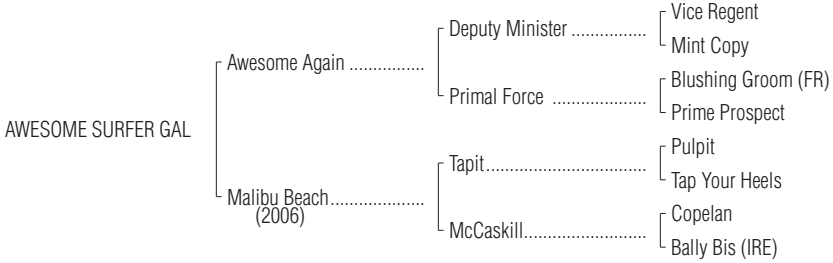 Vice Regent
Deputy Minister ................
Mint Copy
Awesome Again ................
Blushing Groom (FR)
Primal Force ....................
Prime Prospect
AWESOME SURFER GAL
Pulpit
Tapit..................................
Tap Your Heels
Malibu Beach....................
(2006)
Copelan
McCaskill..........................
Bally Bis (IRE)